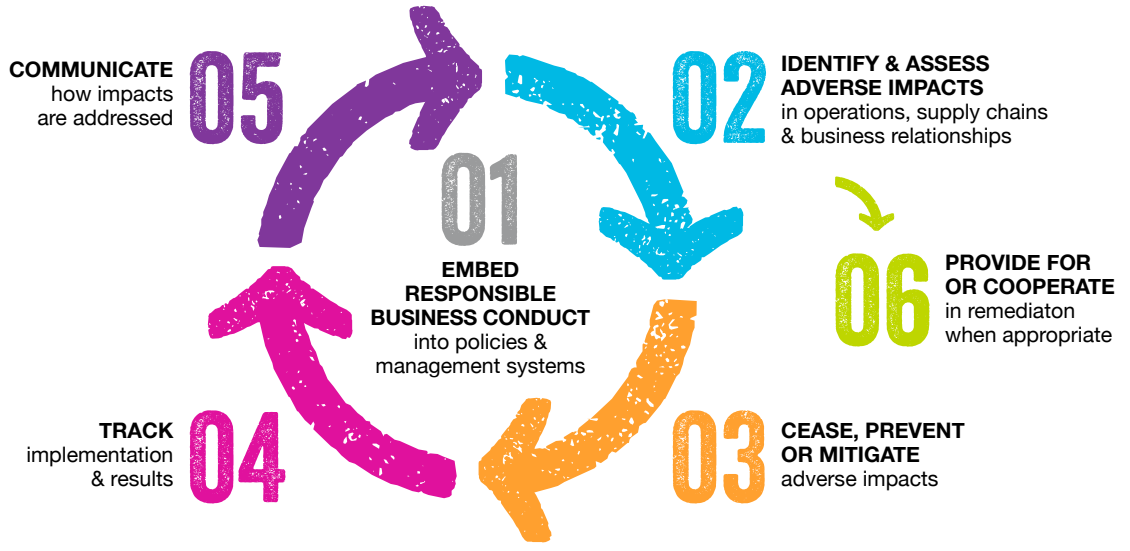 01
EMBED
RESPONSIBLE
BUSINESS CONDUCT
into policies &
management systems
02
IDENTIFY & ASSESS
ADVERSE IMPACTS
in operations, supply chains
& business relationships
03
CEASE, PREVENT
OR MITIGATE
adverse impacts
04
TRACK
implementation
& results
05
COMMUNICATE
how impacts
are addressed
06
PROVIDE FOR
OR COOPERATE
in remediaton
when appropriate